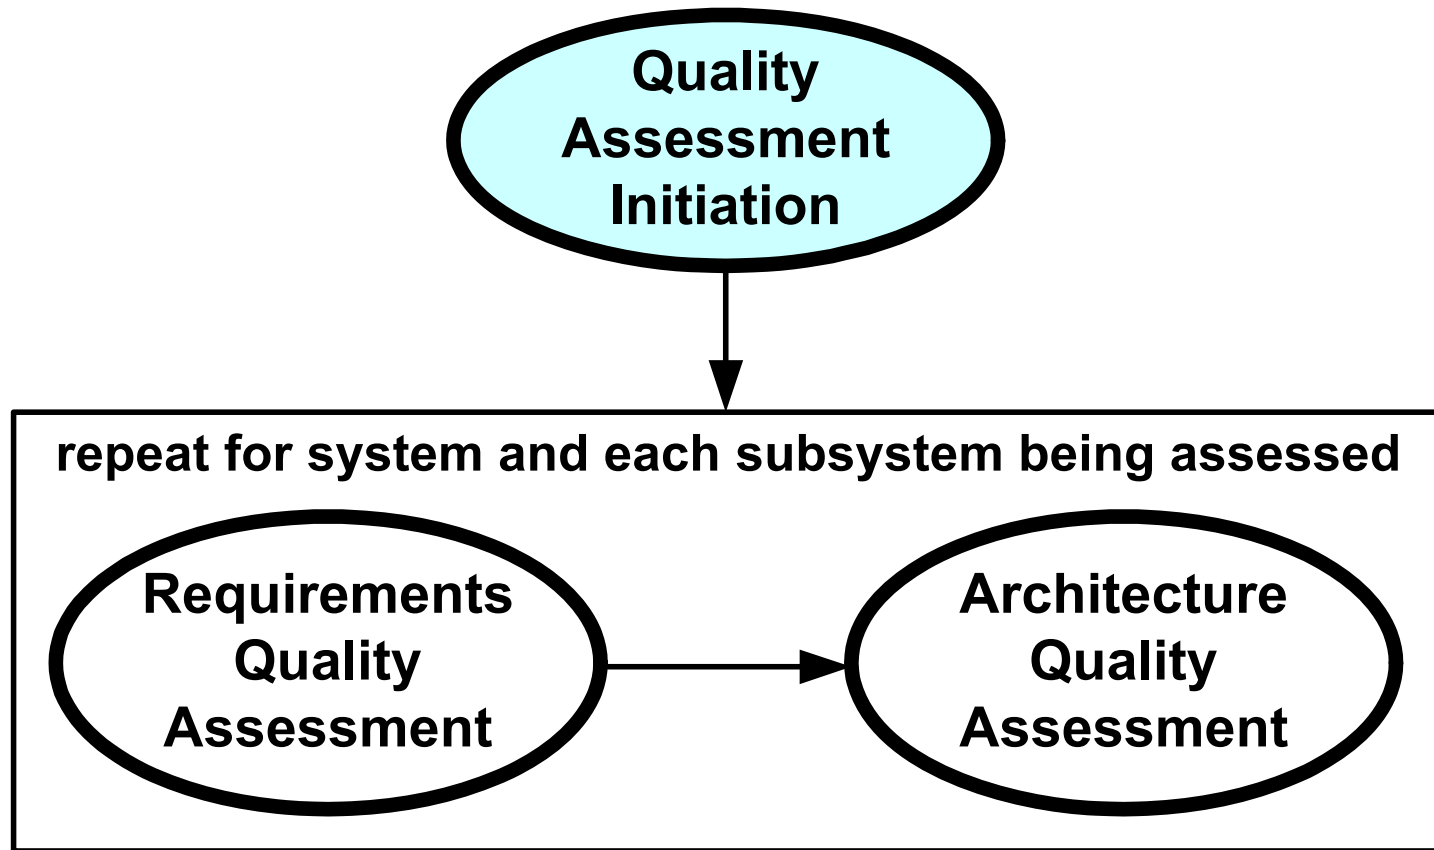 Quality
Assessment
Initiation
repeat for system and each subsystem being assessed
Requirements
Quality
Assessment
Architecture
Quality
Assessment